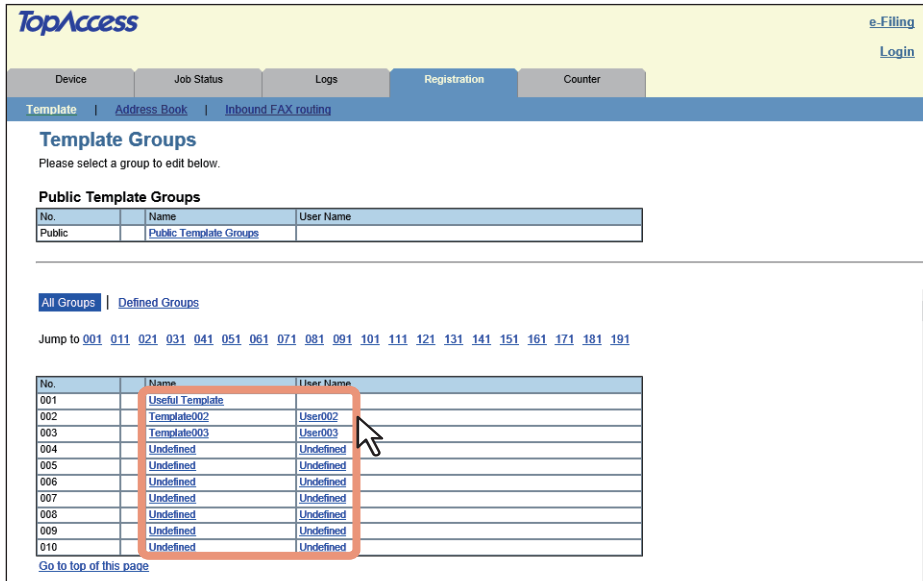 TopAccess
e-Filing
Login
Device Job Status Logs Registration Counter
Template | Address Book | Inbound FAX routing
Template Groups
Please select a group to edit below.
Public Template Groups
No. Name User Name
Public Public Template Groups
All Groups | Defined Groups
Jump to 001 011 021 031 041 051 061 071 081 091 101 111 121 131 141 151 161 171 181 191
No. Name User Name
001 Useful Template
002 Template002 User002
003 Template003 User003
004 Undefined Undefined
005 Undefined Undefined
006 Undefined Undefined
007 Undefined Undefined
008 Undefined Undefined
009 Undefined Undefined
010 Undefined Undefined
Go to top of this page